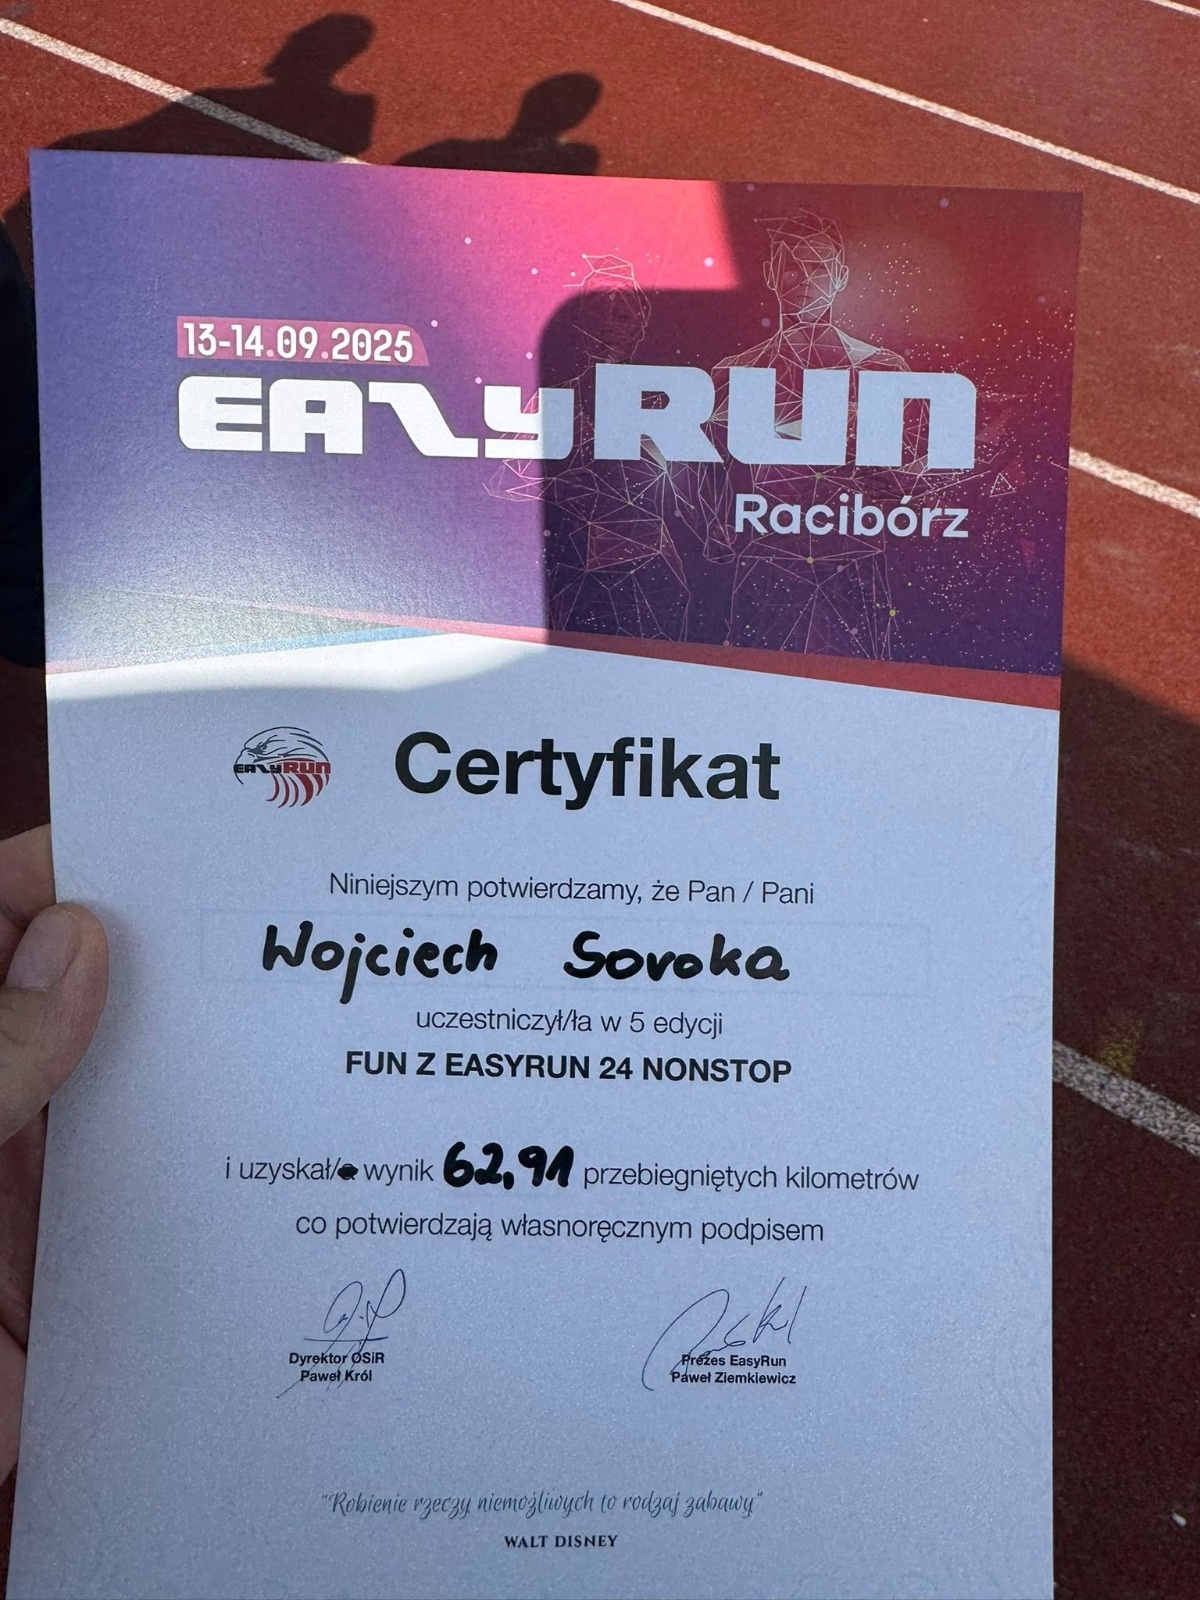 13-14.09.2025
EAZYRUN
Racibórz
EAZYRUN
Certyfikat
Niniejszym potwierdzamy, że Pan / Pani
Wojciech Sovoka
uczestniczył/ła w 5 edycji
FUN Z EASYRUN 24 NONSTOP
i uzyskał/a wynik 62,91 przebiegniętych kilometrów
co potwierdzają własnoręcznym podpisem
Dyrektor OSiR
Paweł Król
Prezes EasyRun
Paweł Ziemkiewicz
"Robienie rzeczy niemożliwych to rodzaj zabawy"
WALT DISNEY